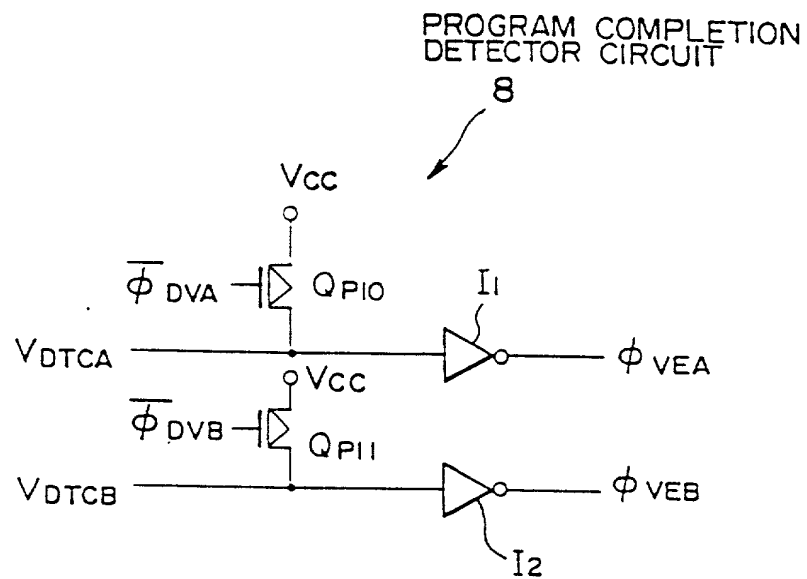 PROGRAM COMPLETION
DETECTOR CIRCUIT
8
VCC
ϕ̅DVA
QP10
I1
VDTCA
ϕVEA
VCC
ϕ̅DVB
QP11
VDTCB
ϕVEB
I2